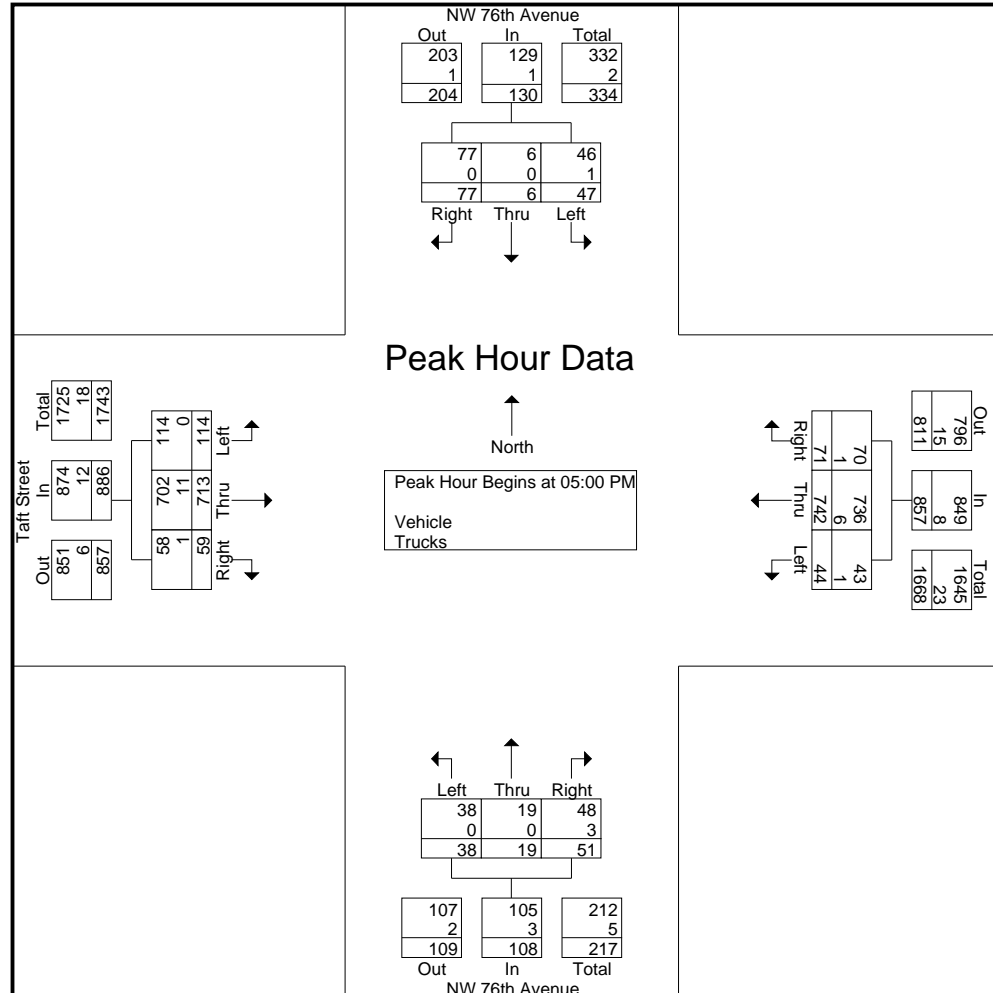 NW 76th Avenue
Out In Total
203 129 332
1 1 2
204 130 334
77 6 46
0 0 1
77 6 47
Right Thru Left
Peak Hour Data
North
Peak Hour Begins at 05:00 PM
Vehicle
Trucks
Taft Street
Total In Out
1725 874 851
18 12 6
1743 886 857
114 702 58
0 11 1
114 713 59
Left Thru Right
Right Thru Left
71 742 44
1 6 1
70 736 43
Out In Total
796 849 1645
15 8 23
811 857 1668
Left Thru Right
38 19 48
0 0 3
38 19 51
107 105 212
2 3 5
109 108 217
Out In Total
NW 76th Avenue